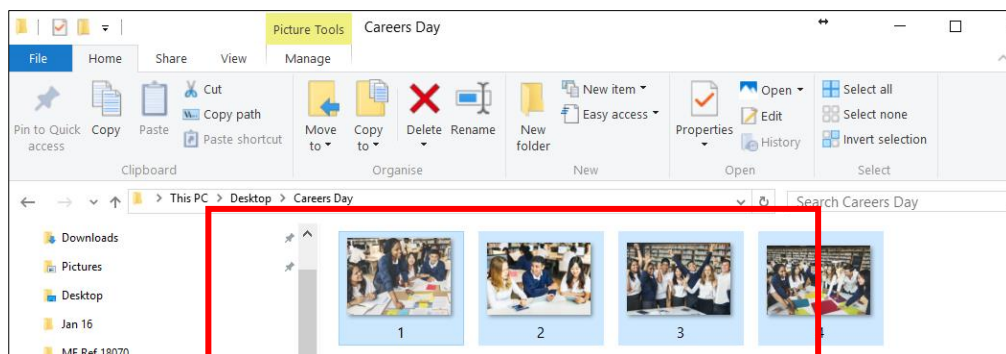 Picture Tools Careers Day
File Home Share View Manage
Pin to Quick access
Copy
Paste
Cut
Copy path
Paste shortcut
Clipboard
Move to
Copy to
Delete
Rename
Organise
New folder
New item
Easy access
New
Properties
Open
Edit
History
Open
Select all
Select none
Invert selection
Select
This PC > Desktop > Careers Day
Search Careers Day
Downloads
Pictures
Desktop
Jan 16
MF Ref 18070
1 2 3 4